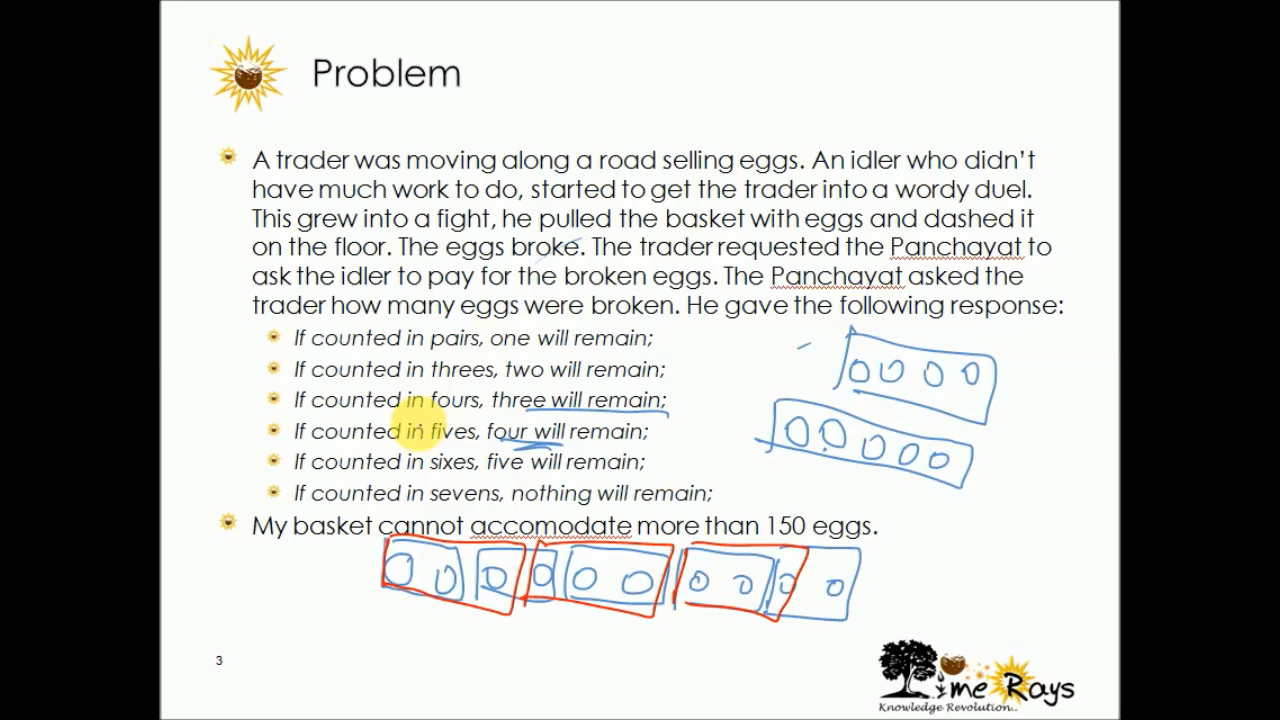 Problem
A trader was moving along a road selling eggs. An idler who didn't
have much work to do, started to get the trader into a wordy duel.
This grew into a fight, he pulled the basket with eggs and dashed it
on the floor. The eggs broke. The trader requested the Panchayat to
ask the idler to pay for the broken eggs. The Panchayat asked the
trader how many eggs were broken. He gave the following response:
If counted in pairs, one will remain;
If counted in threes, two will remain;
If counted in fours, three will remain;
If counted in fives, four will remain;
If counted in sixes, five will remain;
If counted in sevens, nothing will remain;
My basket cannot accomodate more than 150 eggs.
3
ime Rays
Knowledge Revolution..